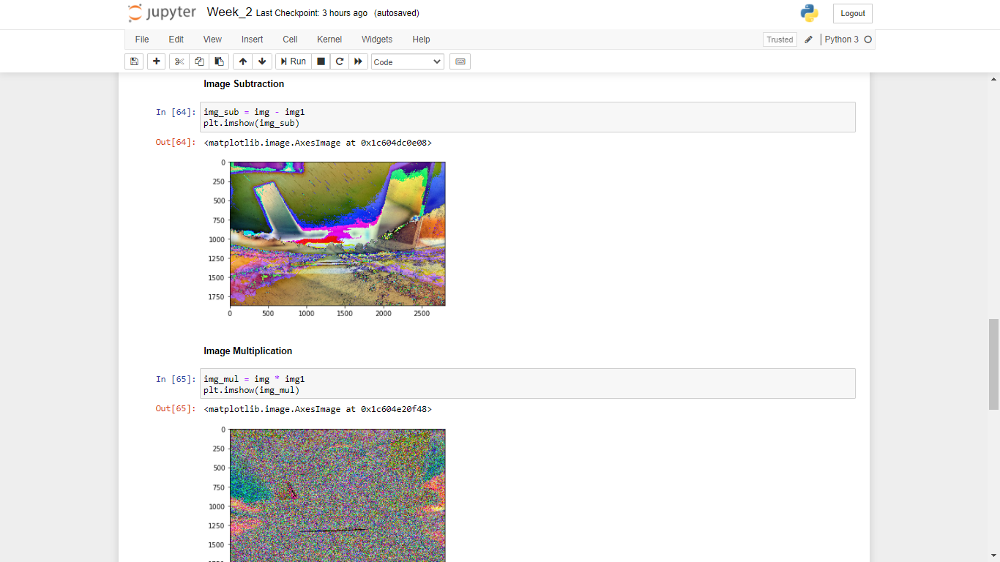 jupyter Week_2 Last Checkpoint: 3 hours ago (autosaved) Logout
File Edit View Insert Cell Kernel Widgets Help Trusted Python 3
Run Code
Image Subtraction
In [64]: img_sub = img - img1
plt.imshow(img_sub)
Out[64]: <matplotlib.image.AxesImage at 0x1c604dc0e08>
0
250
500
750
1000
1250
1500
1750
0 500 1000 1500 2000 2500
Image Multiplication
In [65]: img_mul = img * img1
plt.imshow(img_mul)
Out[65]: <matplotlib.image.AxesImage at 0x1c604e20f48>
0
250
500
750
1000
1250
1500